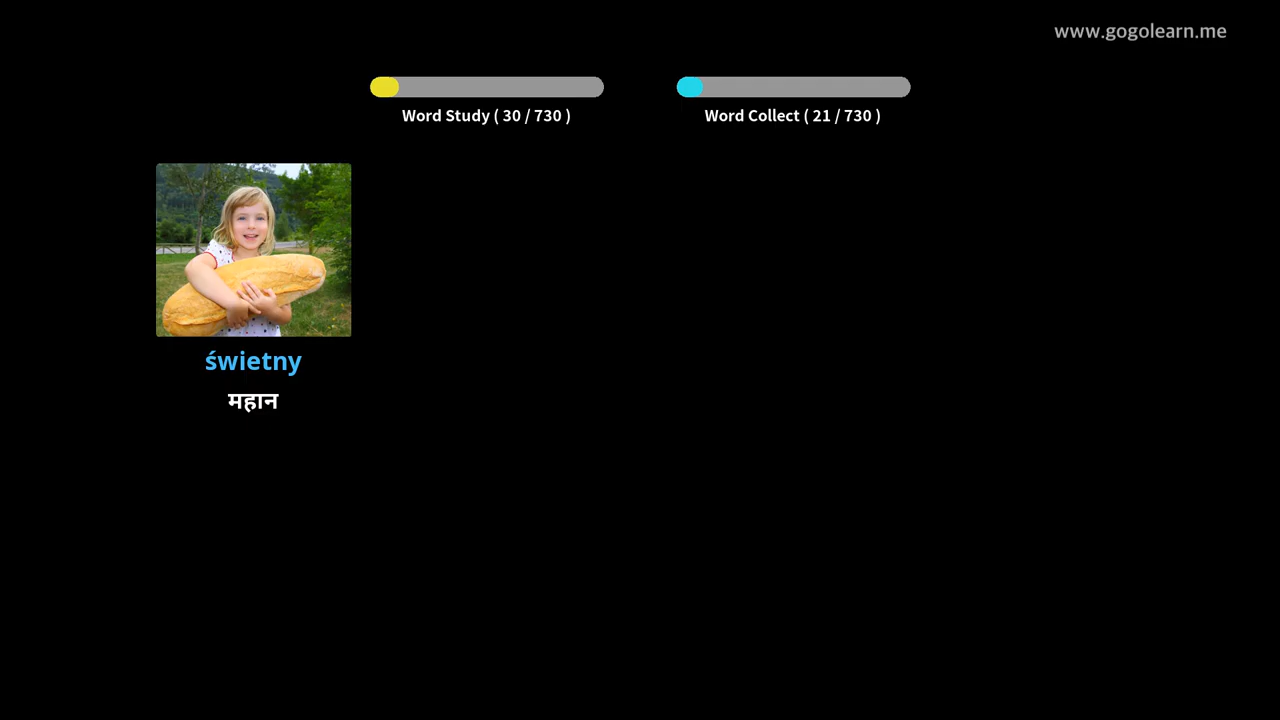 www.gogolearn.me
Word Study ( 30 / 730 )
Word Collect ( 21 / 730 )
świetny
महान